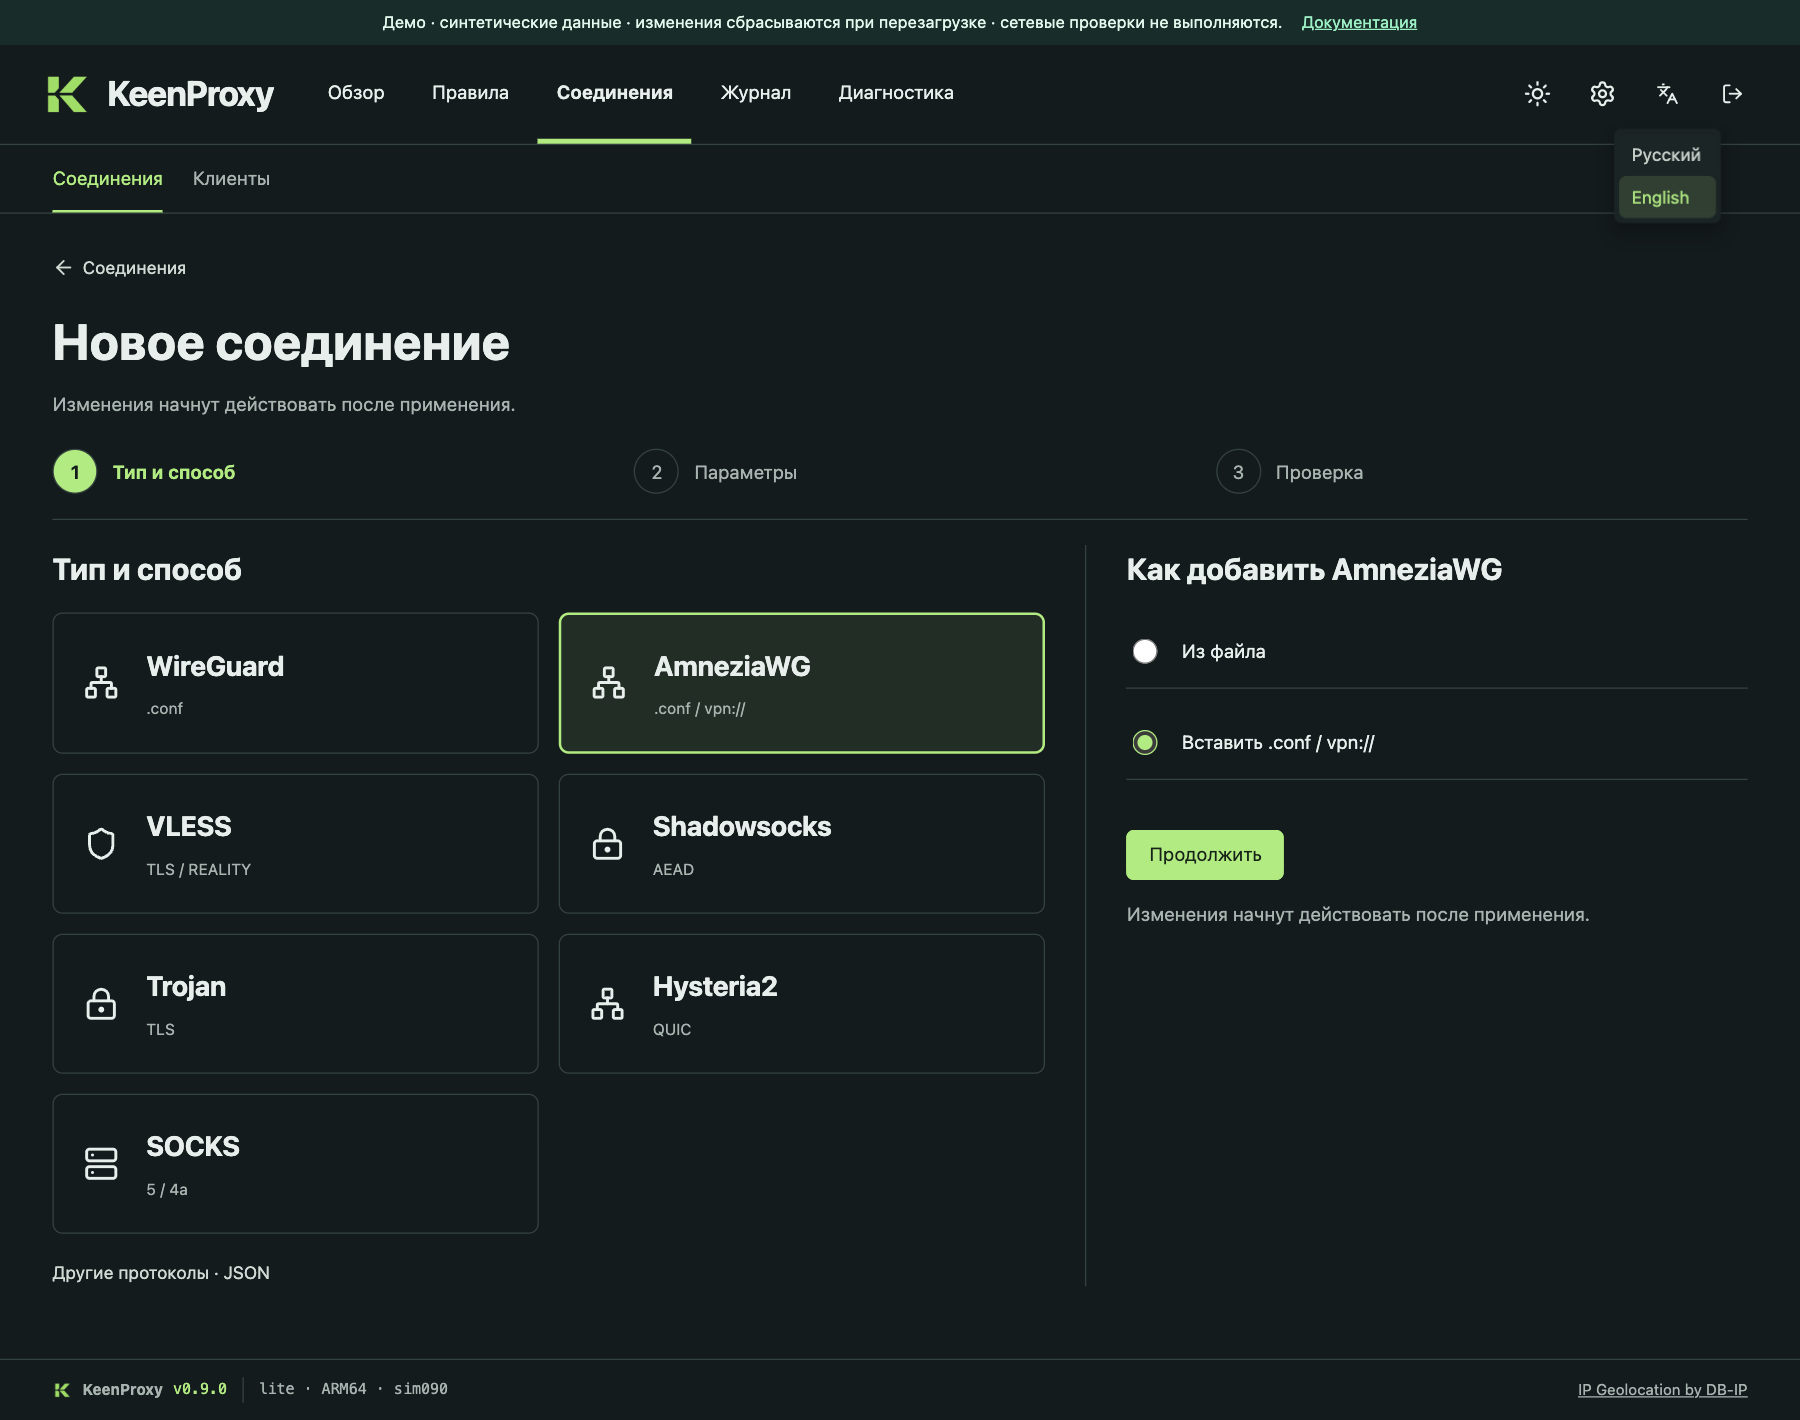 Демо · синтетические данные · изменения сбрасываются при перезагрузке · сетевые проверки не выполняются. Документация
KeenProxy Обзор Правила Соединения Журнал Диагностика
Русский
English
Соединения Клиенты
← Соединения
Новое соединение
Изменения начнут действовать после применения.
1 Тип и способ 2 Параметры 3 Проверка
Тип и способ
WireGuard
.conf
AmneziaWG
.conf / vpn://
VLESS
TLS / REALITY
Shadowsocks
AEAD
Trojan
TLS
Hysteria2
QUIC
SOCKS
5 / 4a
Другие протоколы · JSON
Как добавить AmneziaWG
Из файла
Вставить .conf / vpn://
Продолжить
Изменения начнут действовать после применения.
KeenProxy v0.9.0 lite · ARM64 · sim090
IP Geolocation by DB-IP